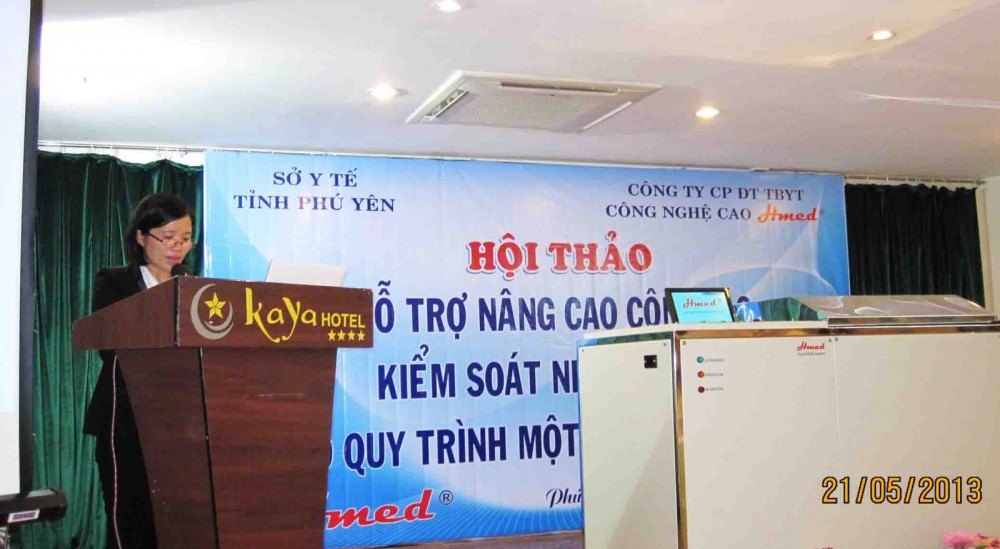 SỞ Y TẾ
TỈNH PHÚ YÊN
CÔNG TY CP ĐT TBYT
CÔNG NGHỆ CAO Hmed®
HỘI THẢO
Ỗ TRỢ NÂNG CAO CÔN
KIỂM SOÁT N
QUY TRÌNH MỘT
Hmed®
kaya HOTEL
Hmed
Hmed
21/05/2013